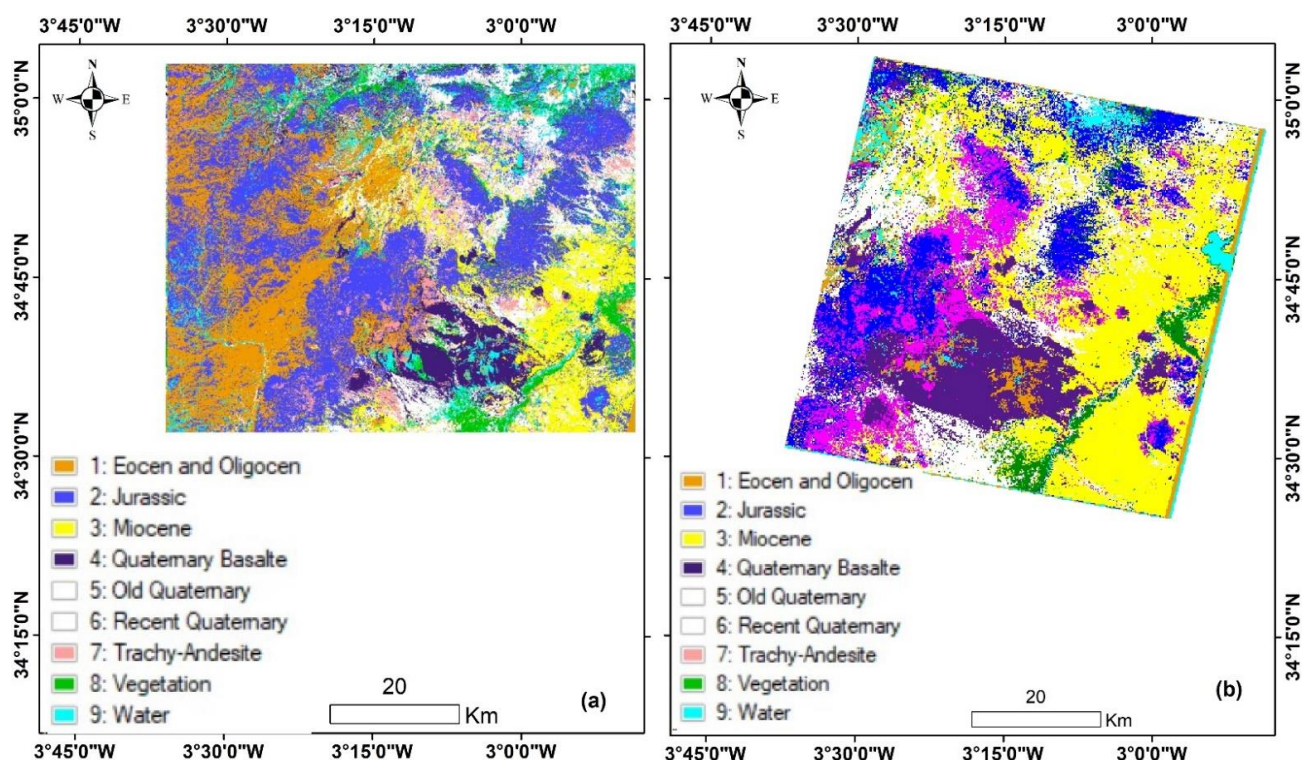 3°45'0"W 3°30'0"W 3°15'0"W 3°0'0"W
N
W E
S
35°0'0"N
34°45'0"N
34°30'0"N
34°15'0"N
1: Eocen and Oligocen
2: Jurassic
3: Miocene
4: Quaternary Basalte
5: Old Quaternary
6: Recent Quaternary
7: Trachy-Andesite
8: Vegetation
9: Water
20
Km
(a)
3°45'0"W 3°30'0"W 3°15'0"W 3°0'0"W
3°45'0"W 3°30'0"W 3°15'0"W 3°0'0"W
N
W E
S
1: Eocen and Oligocen
2: Jurassic
3: Miocene
4: Quaternary Basalte
5: Old Quaternary
6: Recent Quaternary
7: Trachy-Andesite
8: Vegetation
9: Water
20
Km
(b)
35°0'0"N
34°45'0"N
34°30'0"N
34°15'0"N
3°45'0"W 3°30'0"W 3°15'0"W 3°0'0"W